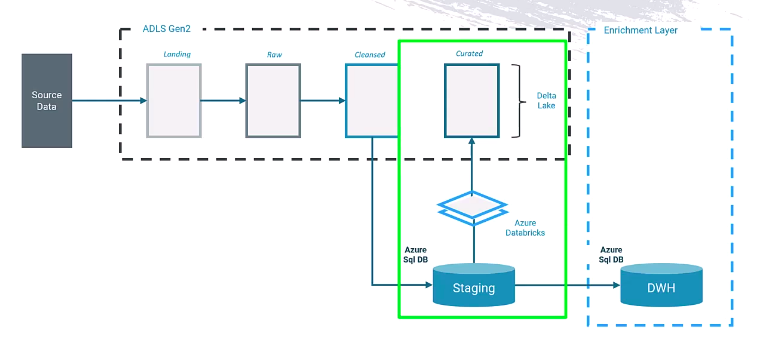 ADLS Gen2
Enrichment Layer
Landing
Raw
Cleansed
Curated
Source
Data
Delta
Lake
Azure
Databricks
Azure
Sql DB
Azure
Sql DB
Staging
DWH